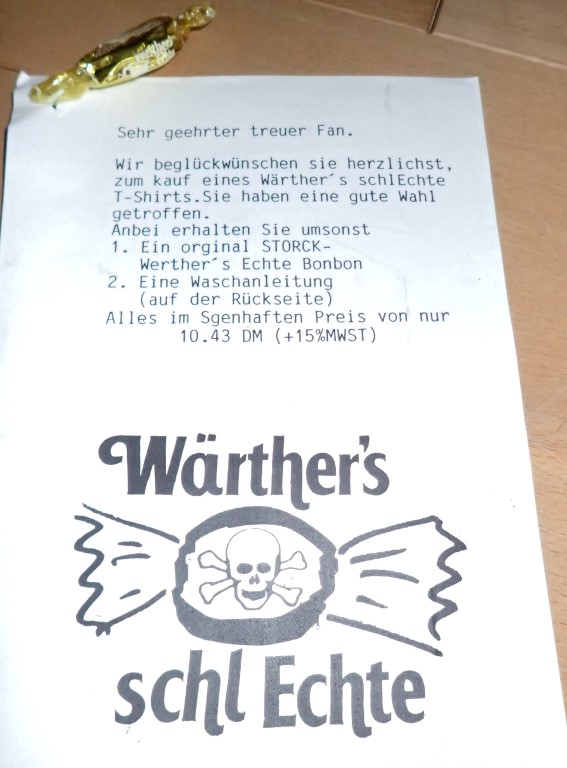 Sehr geehrter treuer Fan.
Wir beglückwünschen sie herzlichst,
zum kauf eines Wärther´s schlEchte
T-Shirts.Sie haben eine gute Wahl
getroffen.
Anbei erhalten Sie umsonst
1. Ein orginal STORCK-
Werther´s Echte Bonbon
2. Eine Waschanleitung
(auf der Rückseite)
Alles im Sgenhaften Preis von nur
10.43 DM (+15%MWST)
Wärther's
schlEchte